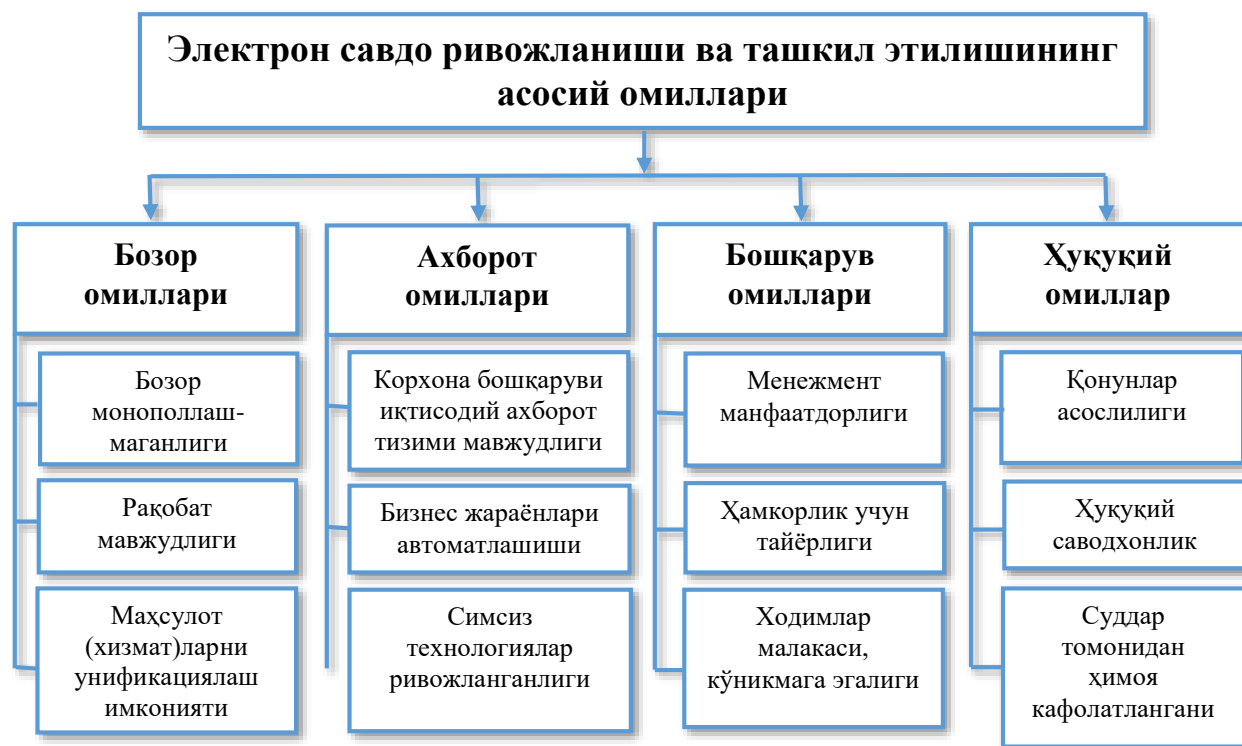 Электрон савдо ривожланиши ва ташкил этилишининг
асосий омиллари
Бозор
омиллари
Бозор
монополлаш-
маганлиги
Рақобат
мавжудлиги
Маҳсулот
(хизмат)ларни
унификациялаш
имконияти
Ахборот
омиллари
Корхона бошқаруви
иқтисодий ахборот
тизими мавжудлиги
Бизнес жараёнлари
автоматлашиши
Симсиз
технологиялар
ривожланганлиги
Бошқарув
омиллари
Менежмент
манфаатдорлиги
Ҳамкорлик учун
тайёрлиги
Ходимлар
малакаси,
кўникмага эгалиги
Ҳуқуқий
омиллар
Қонунлар
асослилиги
Ҳуқуқий
саводхонлик
Суддар
томонидан
ҳимоя
кафолатлангани